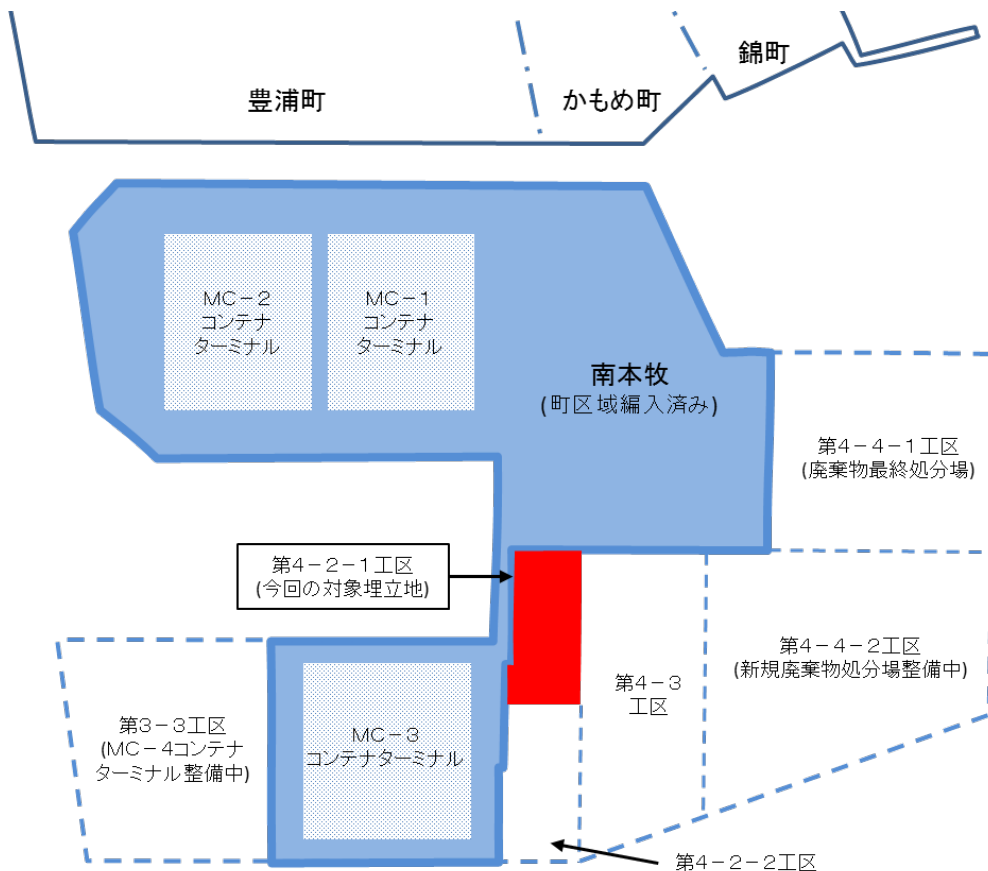 錦町
豊浦町
かもめ町
MC-2
コンテナ
ターミナル
MC-1
コンテナ
ターミナル
南本牧
(町区域編入済み)
第4-4-1工区
(廃棄物最終処分場)
第4-2-1工区
(今回の対象埋立地)
第4-4-2工区
(新規廃棄物処分場整備中)
第4-3
工区
第3-3工区
(MC-4コンテナ
ターミナル整備中)
MC-3
コンテナターミナル
第4-2-2工区